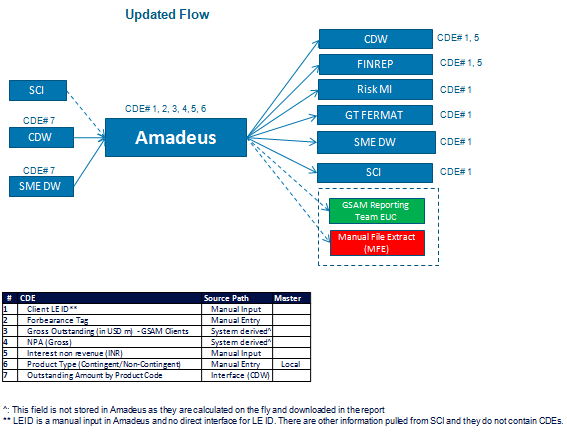 Updated Flow
CDW
CDE# 1, 5
FINREP
CDE# 1, 5
SCI
Risk MI
CDE# 1
CDE# 1, 2, 3, 4,5, 6
GT FERMAT
CDE# 1
CDE# 7
CDW
Amadeus
SME DW
CDE# 1
CDE# 7
SME DW
SCI
CDE# 1
GSAM Reporting
Team EUC
Manual File Extract
(MFE)
# CDE Source Path Master
1 Client LE ID** Manual Input
2 Forbearance Tag Manual Entry
3 Gross Outstanding (in USD m) - GSAM Clients System derived^
4 NPA (Gross) System derived^
5 Interest non revenue (INR) Manual Input
6 Product Type (Contingent/Non-Contingent) Manual Entry Local
7 Outstanding Amount by Product Code Interface (CDW)
^: This field is not stored in Amadeus as they are calculated on the fly and downloaded in the report
** LEID is a manual input in Amadeus and no direct interface for LE ID. There are other information pulled from SCI and they do not contain CDEs.